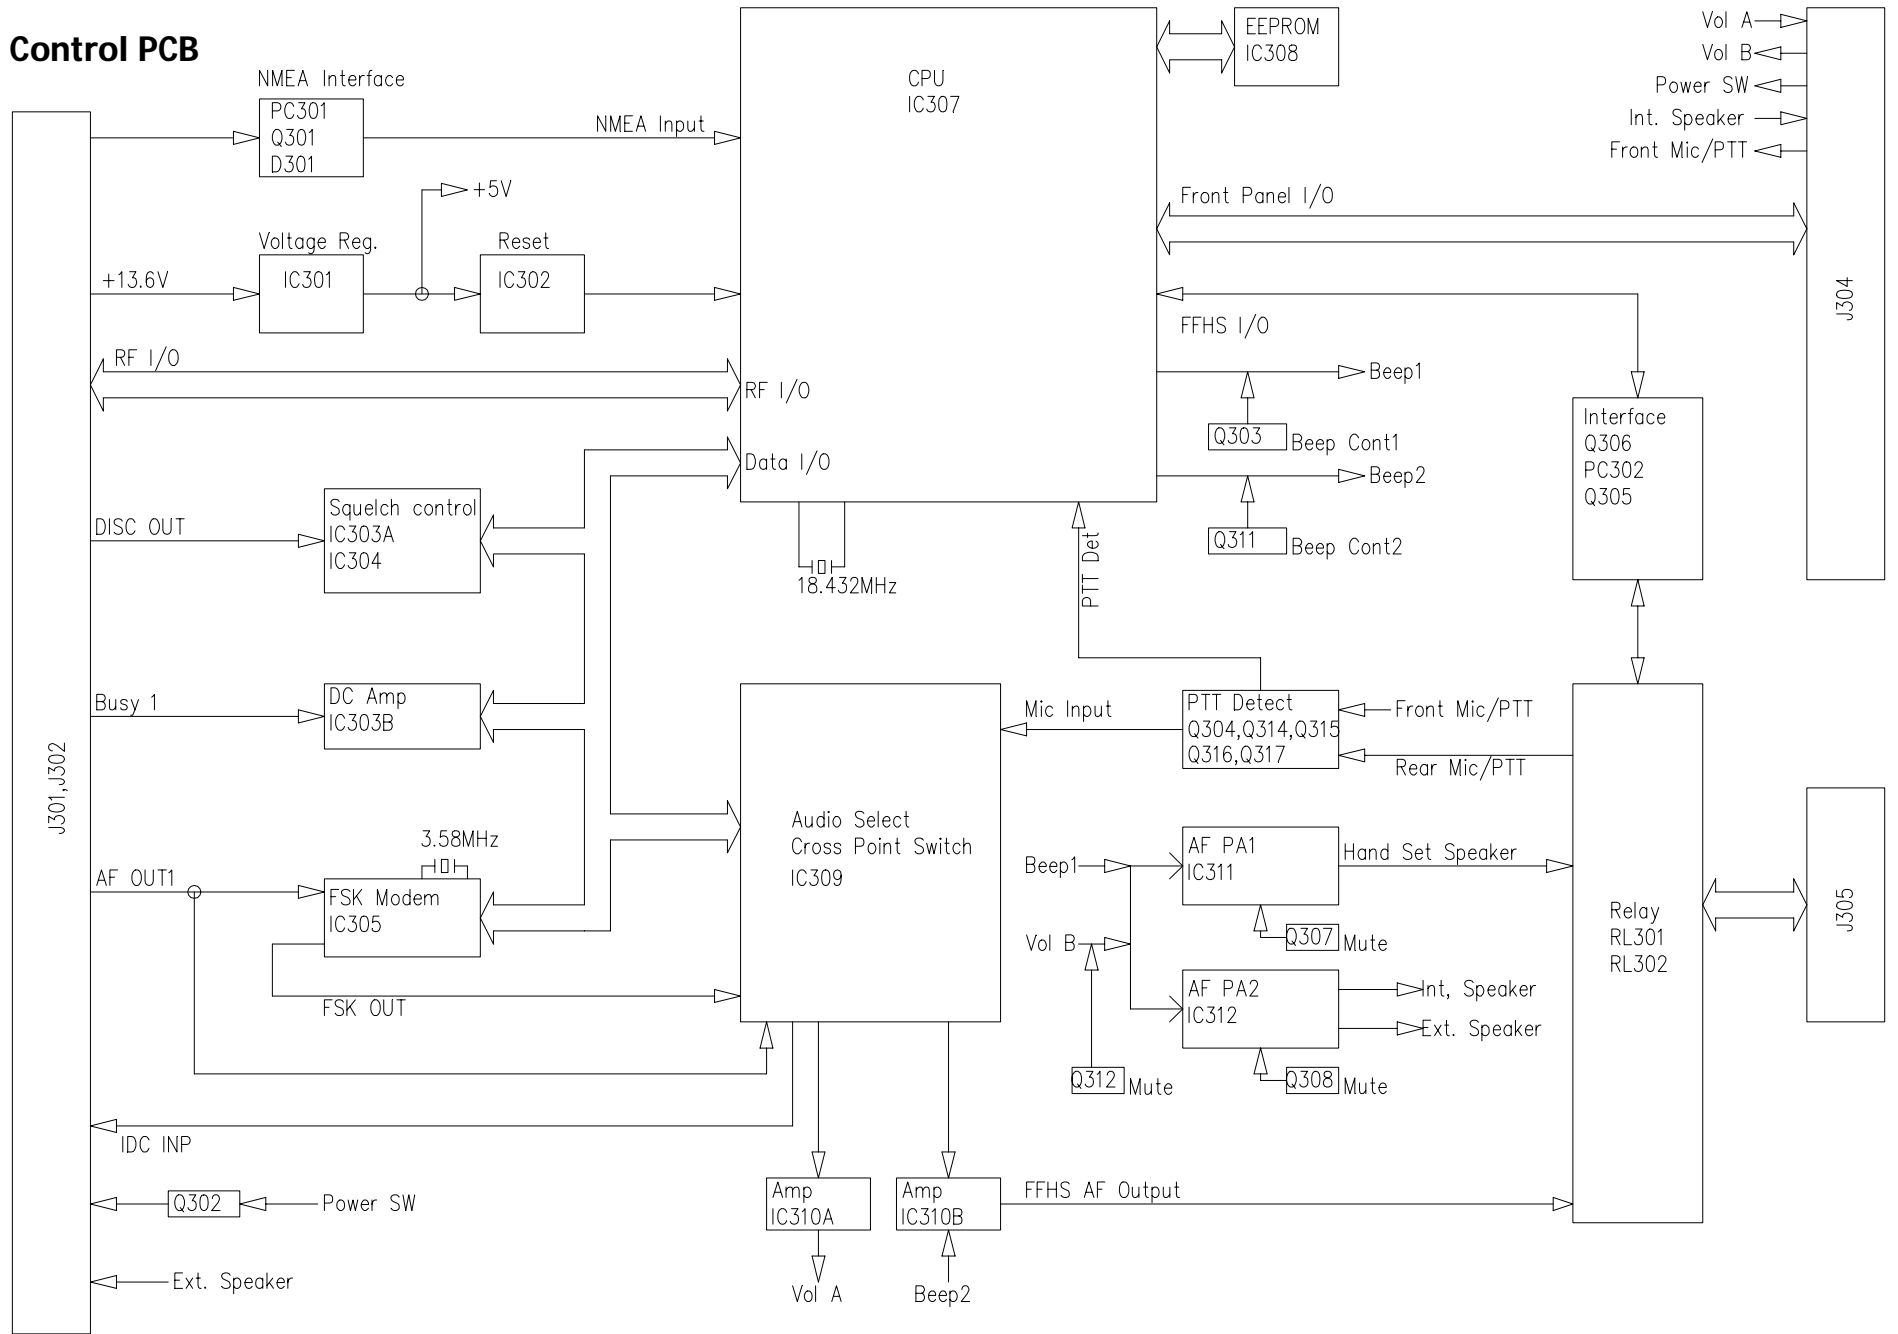 Control PCB
NMEA Interface
PC301
Q301
D301
NMEA Input
+5V
Voltage Reg.
IC301
Reset
IC302
+13.6V
RF I/O
RF I/O
Data I/O
CPU
IC307
EEPROM
IC308
Vol A
Vol B
Power SW
Int. Speaker
Front Mic/PTT
Front Panel I/O
J304
FFHS I/O
Beep1
Q303
Beep Cont1
Beep2
Q311
Beep Cont2
Interface
Q306
PC302
Q305
DISC OUT
Squelch control
IC303A
IC304
18.432MHz
PTT Det
Busy 1
DC Amp
IC303B
J301,J302
AF OUT1
3.58MHz
FSK Modem
IC305
FSK OUT
Audio Select
Cross Point Switch
IC309
Mic Input
PTT Detect
Q304,Q314,Q315
Q316,Q317
Front Mic/PTT
Rear Mic/PTT
Beep1
AF PA1
IC311
Hand Set Speaker
Vol B
Q307
Mute
AF PA2
IC312
Int, Speaker
Ext. Speaker
Q312
Mute
Q308
Mute
Relay
RL301
RL302
J305
IDC INP
Q302
Power SW
Ext. Speaker
Amp
IC310A
Vol A
Amp
IC310B
Beep2
FFHS AF Output